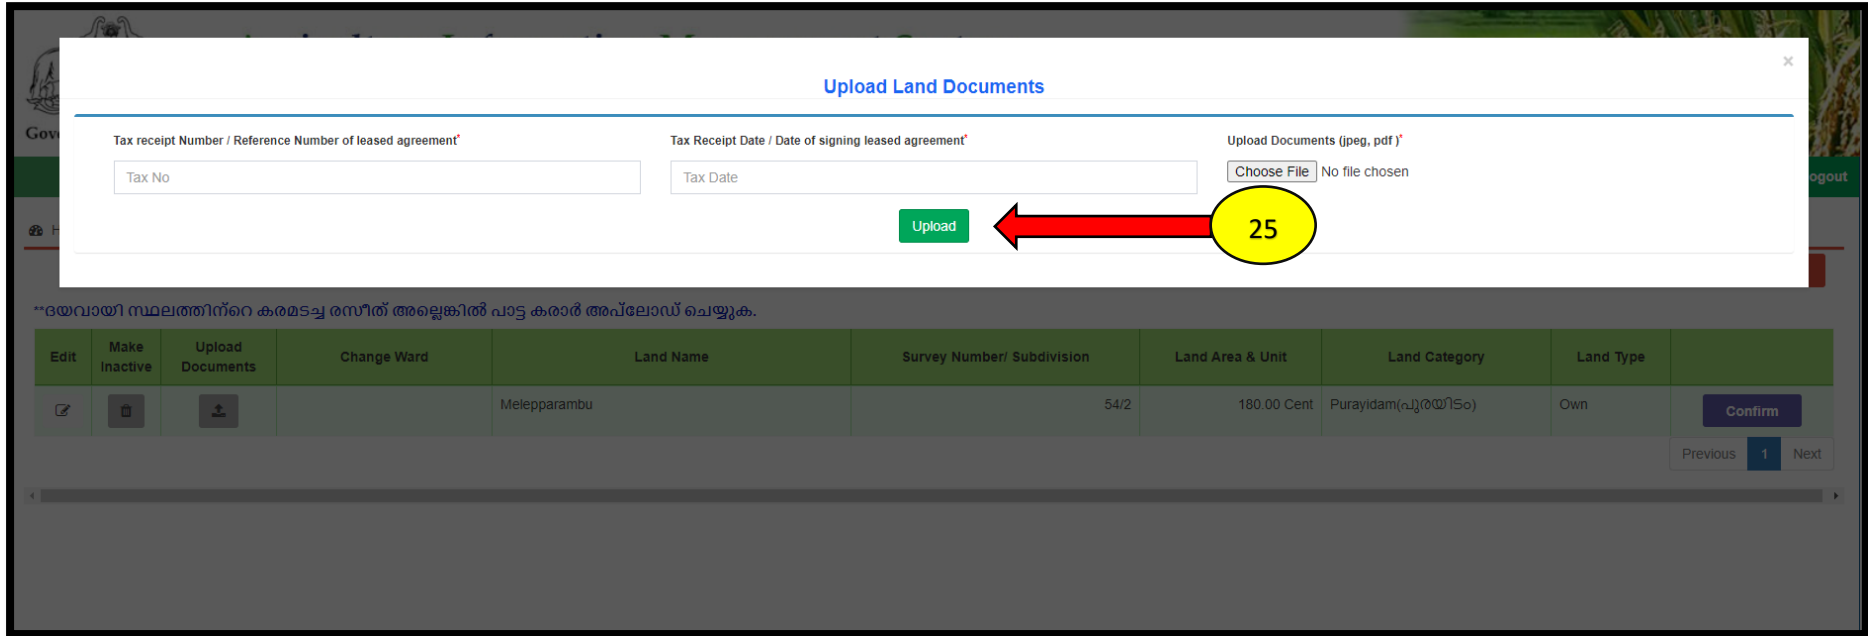 ×
Upload Land Documents
Tax receipt Number / Reference Number of leased agreement* Tax Receipt Date / Date of signing leased agreement* Upload Documents (jpeg, pdf )*
Tax No Tax Date Choose File No file chosen
ogout
Upload 25
**ദയവായി സ്ഥലത്തിന്റെ കരമടച്ച രസീത് അല്ലെങ്കിൽ പാട്ട കരാർ അപ്ലോഡ് ചെയ്യുക.
Edit Make Inactive Upload Documents Change Ward Land Name Survey Number/ Subdivision Land Area & Unit Land Category Land Type
Melepparambu 54/2 180.00 Cent Purayidam(പുരയിടം) Own Confirm
Previous 1 Next